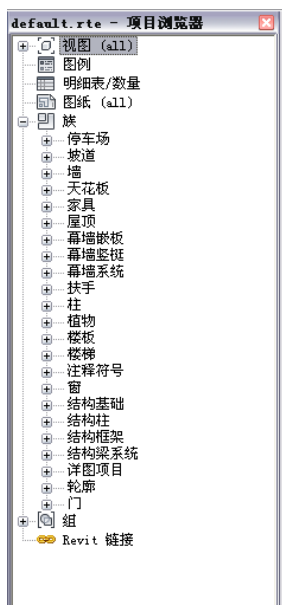 default.rte - 项目浏览器
视图 (all)
图例
明细表/数量
图纸 (all)
族
停车场
坡道
墙
天花板
家具
屋顶
幕墙嵌板
幕墙竖梃
幕墙系统
扶手
柱
植物
楼板
楼梯
注释符号
窗
结构基础
结构柱
结构框架
结构梁系统
详图项目
轮廓
门
组
Revit 链接